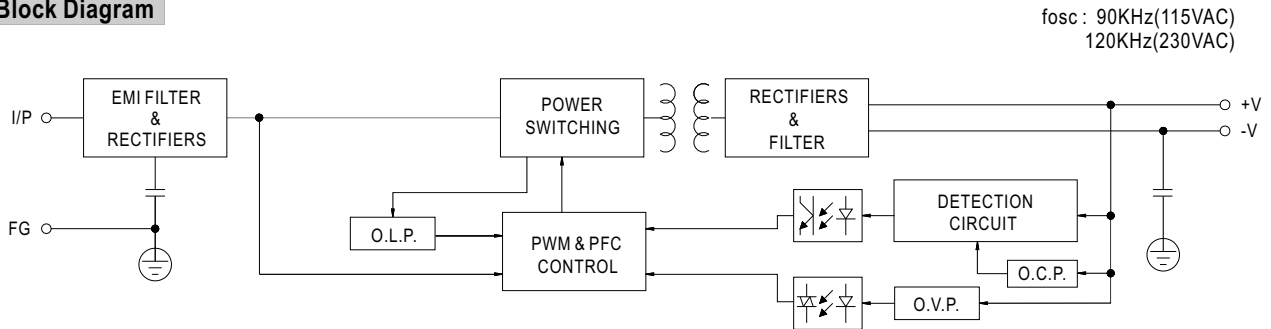 Block Diagram
fosc : 90KHz(115VAC)
120KHz(230VAC)
I/P
EMI FILTER
&
RECTIFIERS
POWER
SWITCHING
RECTIFIERS
&
FILTER
+V
-V
FG
O.L.P.
PWM & PFC
CONTROL
DETECTION
CIRCUIT
O.C.P.
O.V.P.